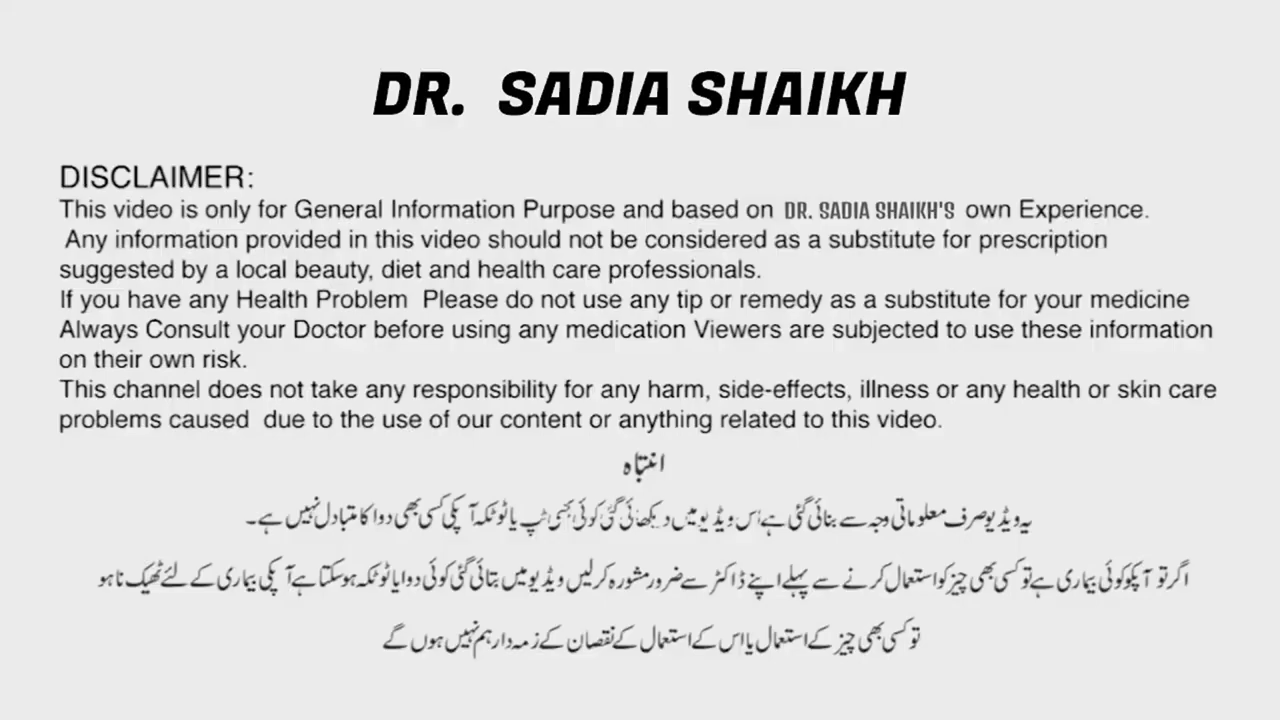 DR. SADIA SHAIKH
DISCLAIMER:
This video is only for General Information Purpose and based on DR. SADIA SHAIKH'S own Experience.
Any information provided in this video should not be considered as a substitute for prescription
suggested by a local beauty, diet and health care professionals.
If you have any Health Problem Please do not use any tip or remedy as a substitute for your medicine
Always Consult your Doctor before using any medication Viewers are subjected to use these information
on their own risk.
This channel does not take any responsibility for any harm, side-effects, illness or any health or skin care
problems caused due to the use of our content or anything related to this video.
انتباہ
یہ ویڈیو صرف معلوماتی وجہ سے بنائی گئی ہے اس ویڈیو میں دیکھائی گئی کوئی بھی ٹپ یا ٹوٹکہ آپکی کسی بھی دوا کا متبادل نہیں ہے۔
اگر تو آپکو کوئی بیماری ہے تو کسی بھی چیز کو استعمال کرنے سے پہلے اپنے ڈاکٹر سے ضرور مشورہ کر لیں ویڈیو میں بتائی گئی کوئی دوا یا ٹوٹکہ ہو سکتا ہے آپکی بیماری کے لئے ٹھیک نا ہو
تو کسی بھی چیز کے استعمال یا اس کے استعمال کے نقصان کے زمہ دار ہم نہیں ہوں گے